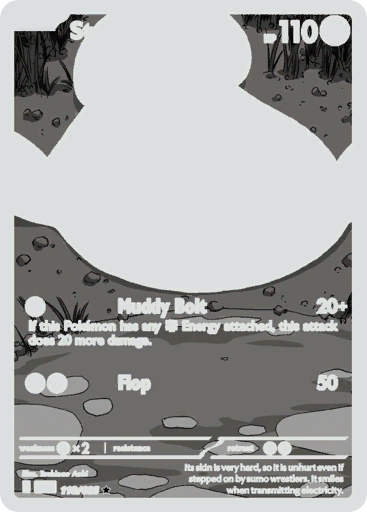 HP 110
Muddy Bolt 20+
If this Pokémon has any Energy attached, this attack
does 20 more damage.
Flop 50
weakness ×2 resistance retreat
Its skin is very hard, so it is unhurt even if
stepped on by sumo wrestlers. It smiles
when transmitting electricity.